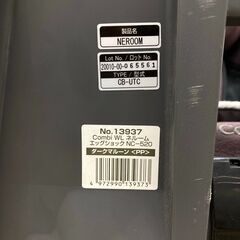 製品名
NEROOM
Lot No. / ロット No
20010-00-065561
TYPE / 型式
CB-UTC
No.13937
Combi WL ネルーム
エッグショック NC-520
ダークマルーン <PP>
4 972990 139373